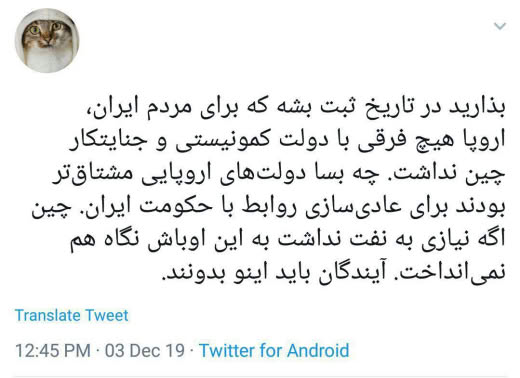 بذارید در تاریخ ثبت بشه که برای مردم ایران،
اروپا هیچ فرقی با دولت کمونیستی و جنایتکار
چین نداشت. چه بسا دولت‌های اروپایی مشتاق‌تر
بودند برای عادی‌سازی روابط با حکومت ایران. چین
اگه نیازی به نفت نداشت به این اوباش نگاه هم
نمی‌انداخت. آیندگان باید اینو بدونند.
Translate Tweet
12:45 PM · 03 Dec 19 · Twitter for Android